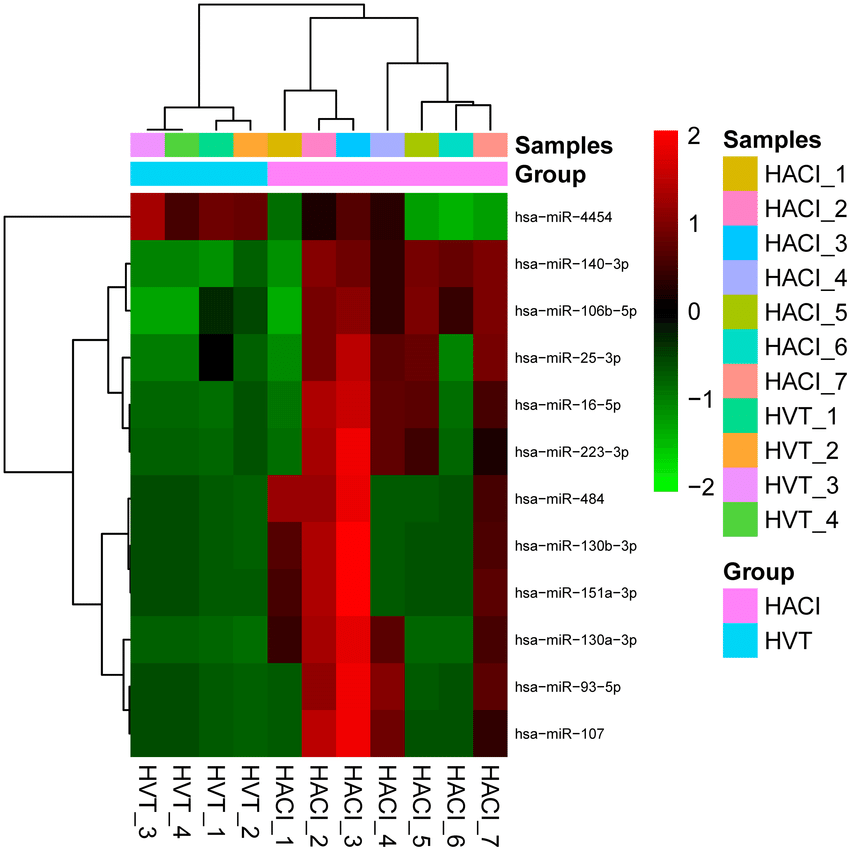 Samples
Group
hsa-miR-4454
hsa-miR-140-3p
hsa-miR-106b-5p
hsa-miR-25-3p
hsa-miR-16-5p
hsa-miR-223-3p
hsa-miR-484
hsa-miR-130b-3p
hsa-miR-151a-3p
hsa-miR-130a-3p
hsa-miR-93-5p
hsa-miR-107
HVT_3
HVT_4
HVT_1
HVT_2
HACI_1
HACI_2
HACI_3
HACI_4
HACI_5
HACI_6
HACI_7
2
1
0
−1
−2
Samples
HACI_1
HACI_2
HACI_3
HACI_4
HACI_5
HACI_6
HACI_7
HVT_1
HVT_2
HVT_3
HVT_4
Group
HACI
HVT